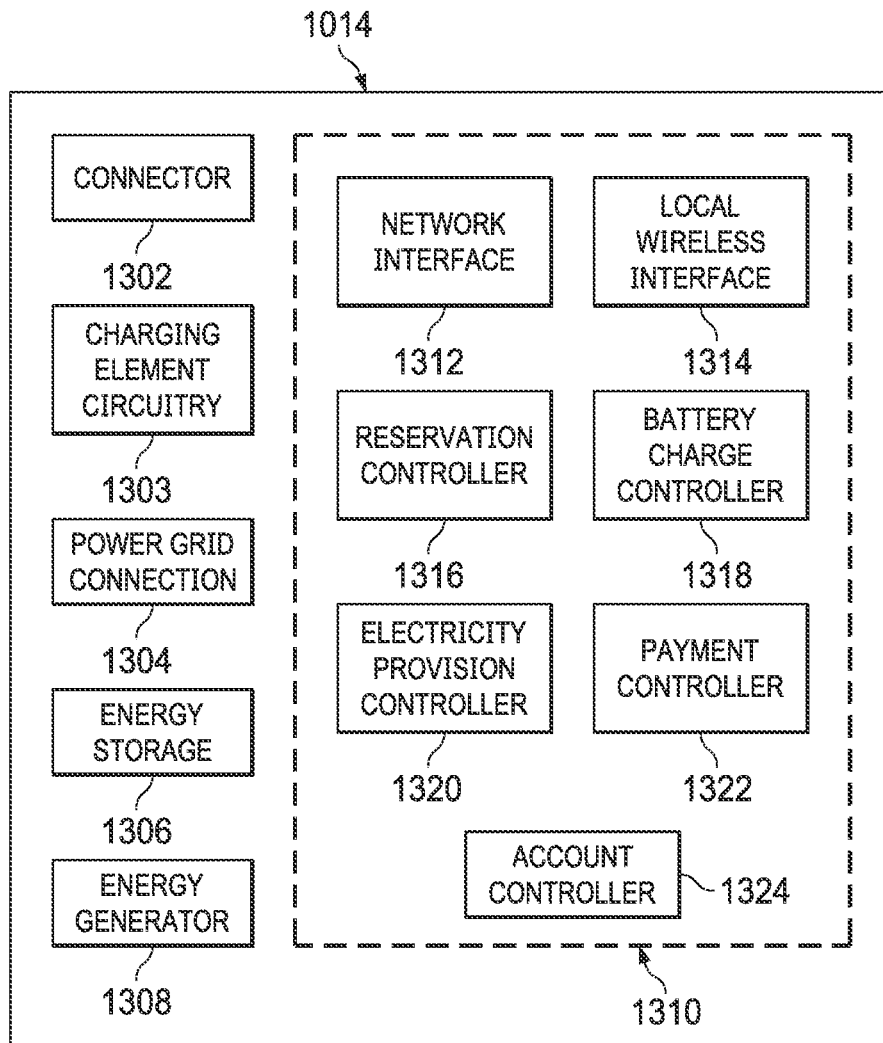 1014
CONNECTOR
1302
CHARGING
ELEMENT
CIRCUITRY
1303
POWER GRID
CONNECTION
1304
ENERGY
STORAGE
1306
ENERGY
GENERATOR
1308
NETWORK
INTERFACE
1312
LOCAL
WIRELESS
INTERFACE
1314
RESERVATION
CONTROLLER
1316
BATTERY
CHARGE
CONTROLLER
1318
ELECTRICITY
PROVISION
CONTROLLER
1320
PAYMENT
CONTROLLER
1322
ACCOUNT
CONTROLLER
1324
1310